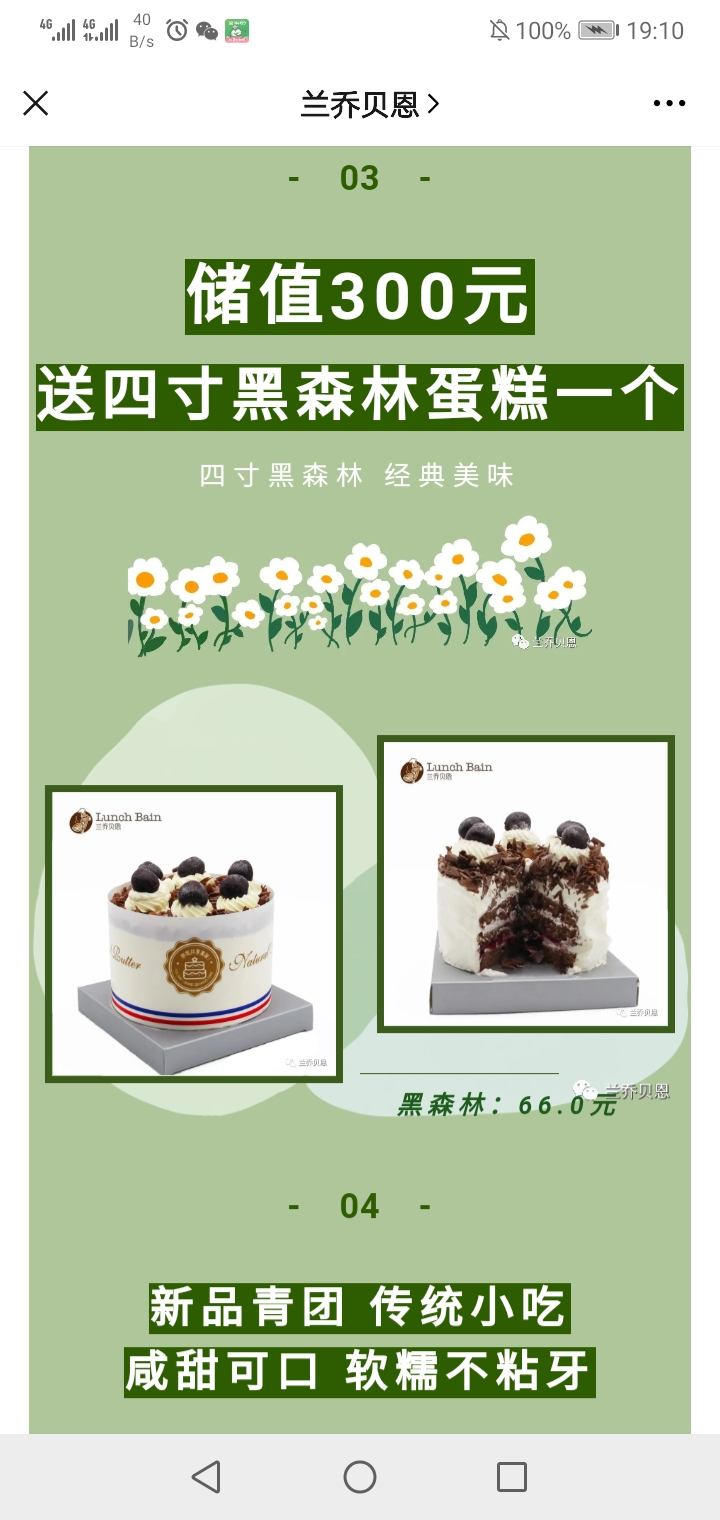 4G 4G 40 B/s 100% 19:10
兰乔贝恩
- 03 -
储值300元
送四寸黑森林蛋糕一个
四寸黑森林 经典美味
兰乔贝恩
Lunch Bain
兰乔贝恩
Lunch Bain
兰乔贝恩
Butter
Natural
兰乔贝恩
兰乔贝恩
兰乔贝恩
黑森林：66.0元
- 04 -
新品青团 传统小吃
咸甜可口 软糯不粘牙